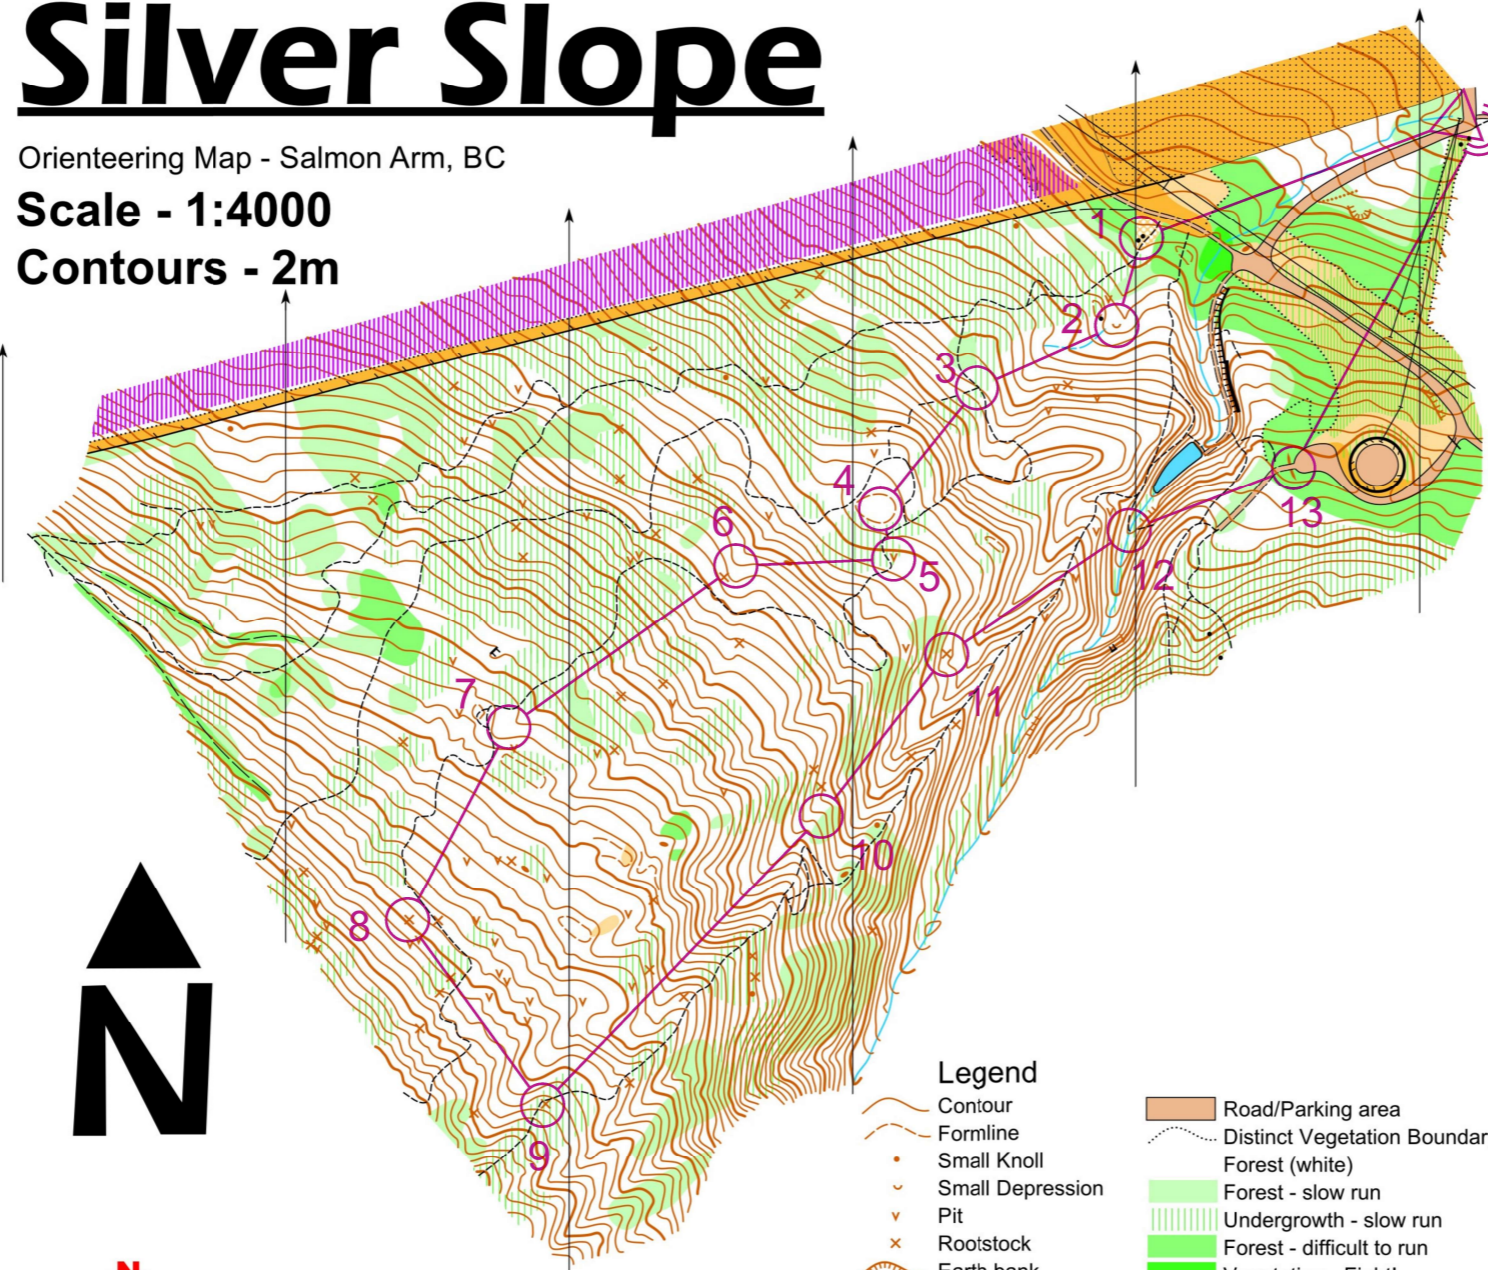 Silver Slope
Orienteering Map - Salmon Arm, BC
Scale - 1:4000
Contours - 2m
1
2
3
4
5
6
7
8
9
10
11
12
13
N
Legend
Contour
Formline
Small Knoll
Small Depression
Pit
Rootstock
Road/Parking area
Distinct Vegetation Boundar
Forest (white)
Forest - slow run
Undergrowth - slow run
Forest - difficult to run
N